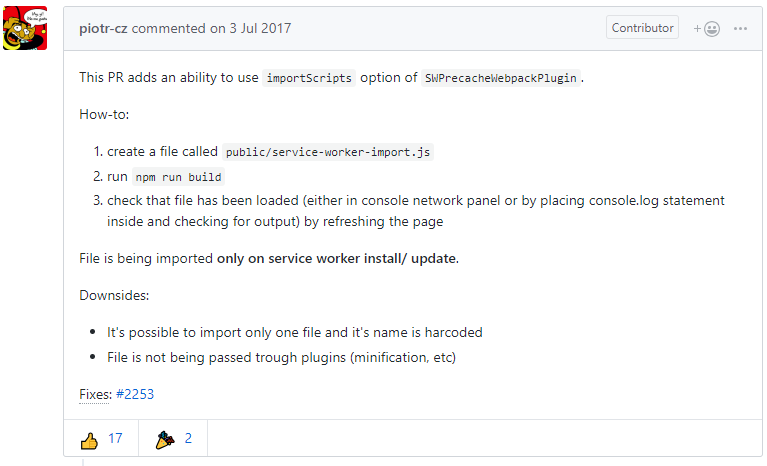 piotr-cz commented on 3 Jul 2017
Contributor
This PR adds an ability to use importScripts option of SWPrecacheWebpackPlugin.
How-to:
1. create a file called public/service-worker-import.js
2. run npm run build
3. check that file has been loaded (either in console network panel or by placing console.log statement
inside and checking for output) by refreshing the page
File is being imported only on service worker install/ update.
Downsides:
• It's possible to import only one file and it's name is harcoded
• File is not being passed trough plugins (minification, etc)
Fixes: #2253
17 2